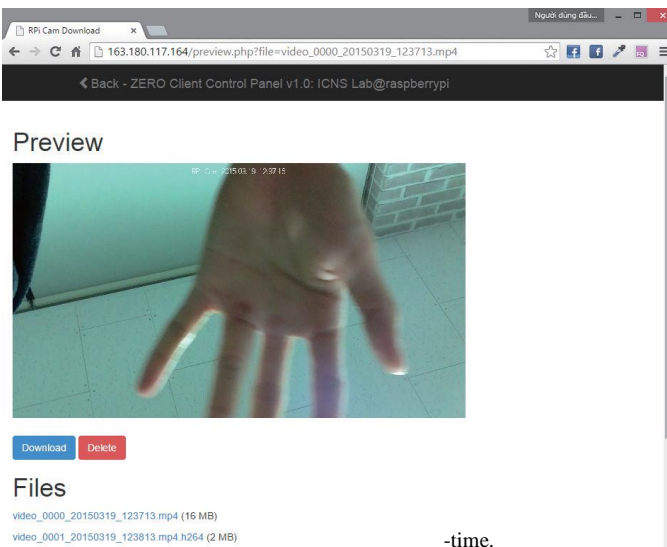 Người dùng đầu...
RPi Cam Download
163.180.117.164/preview.php?file=video_0000_20150319_123713.mp4
Back - ZERO Client Control Panel v1.0: ICNS Lab@raspberrypi
Preview
Download Delete
Files
video_0000_20150319_123713.mp4 (16 MB)
video_0001_20150319_123813.mp4.h264 (2 MB)
-time.